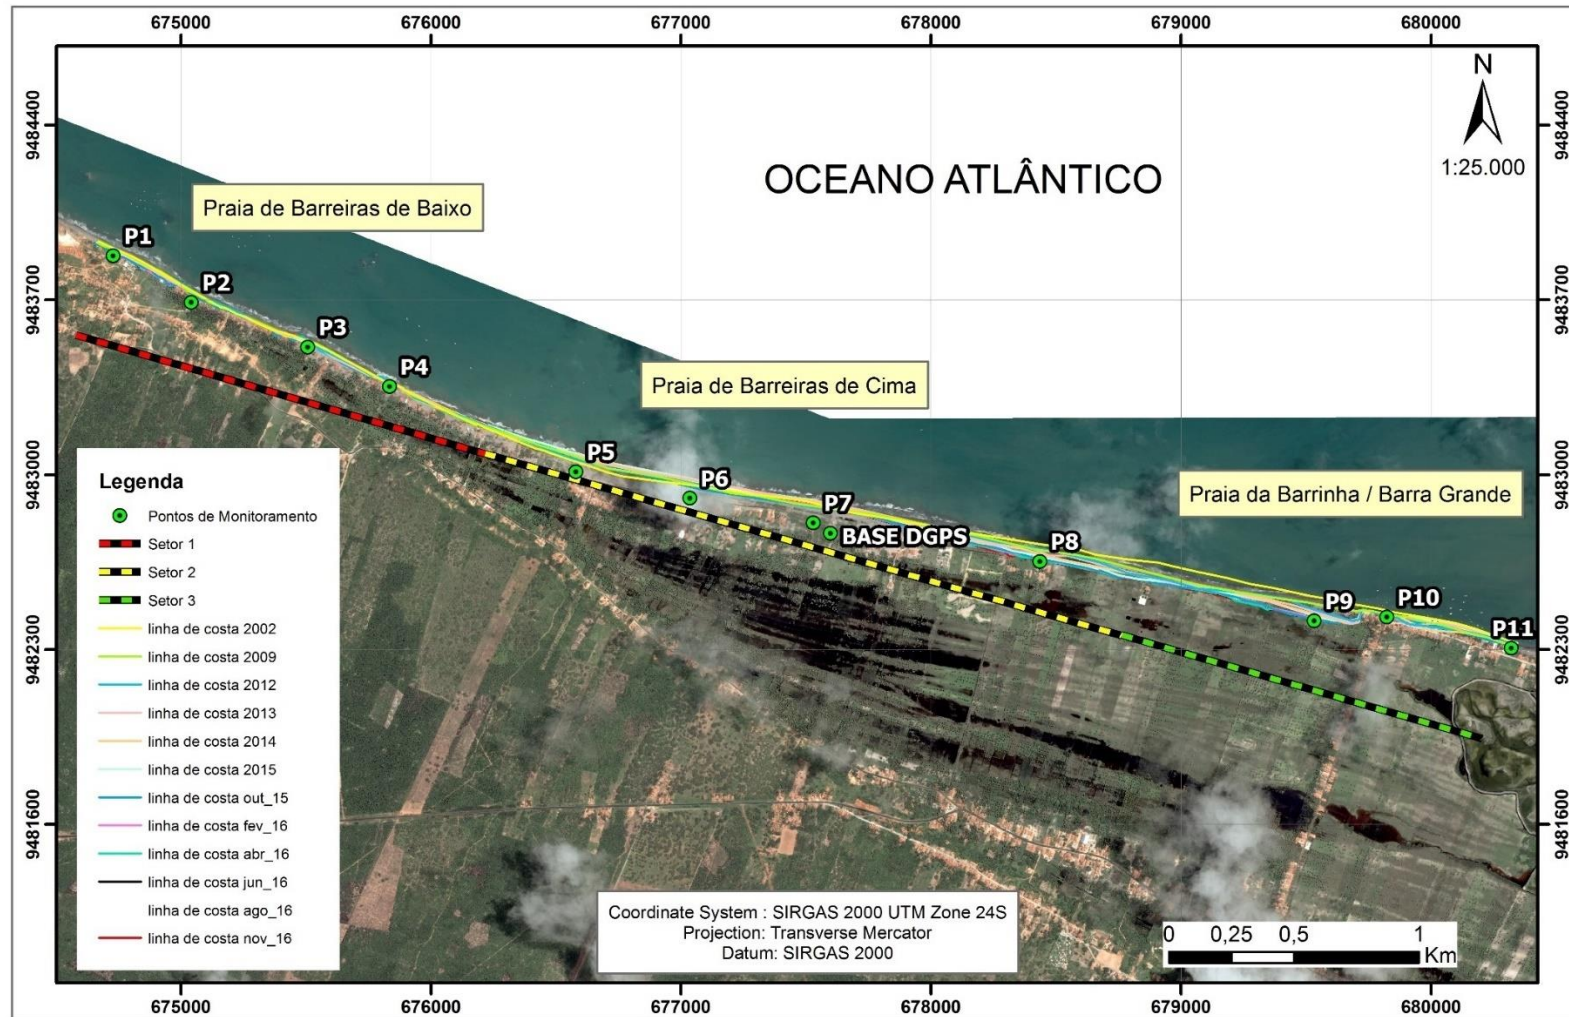 675000 676000 677000 678000 679000 680000
9484400
9483700
9483000
9482300
9481600
9484400
9483700
9483000
9482300
9481600
N
1:25.000
OCEANO ATLÂNTICO
Praia de Barreiras de Baixo
Praia de Barreiras de Cima
Praia da Barrinha / Barra Grande
P1
P2
P3
P4
P5
P6
P7
BASE DGPS
P8
P9
P10
P11
Legenda
Pontos de Monitoramento
Setor 1
Setor 2
Setor 3
linha de costa 2002
linha de costa 2009
linha de costa 2012
linha de costa 2013
linha de costa 2014
linha de costa 2015
linha de costa out_15
linha de costa fev_16
linha de costa abr_16
linha de costa jun_16
linha de costa ago_16
linha de costa nov_16
Coordinate System : SIRGAS 2000 UTM Zone 24S
Projection: Transverse Mercator
Datum: SIRGAS 2000
0 0,25 0,5 1
Km
675000 676000 677000 678000 679000 680000